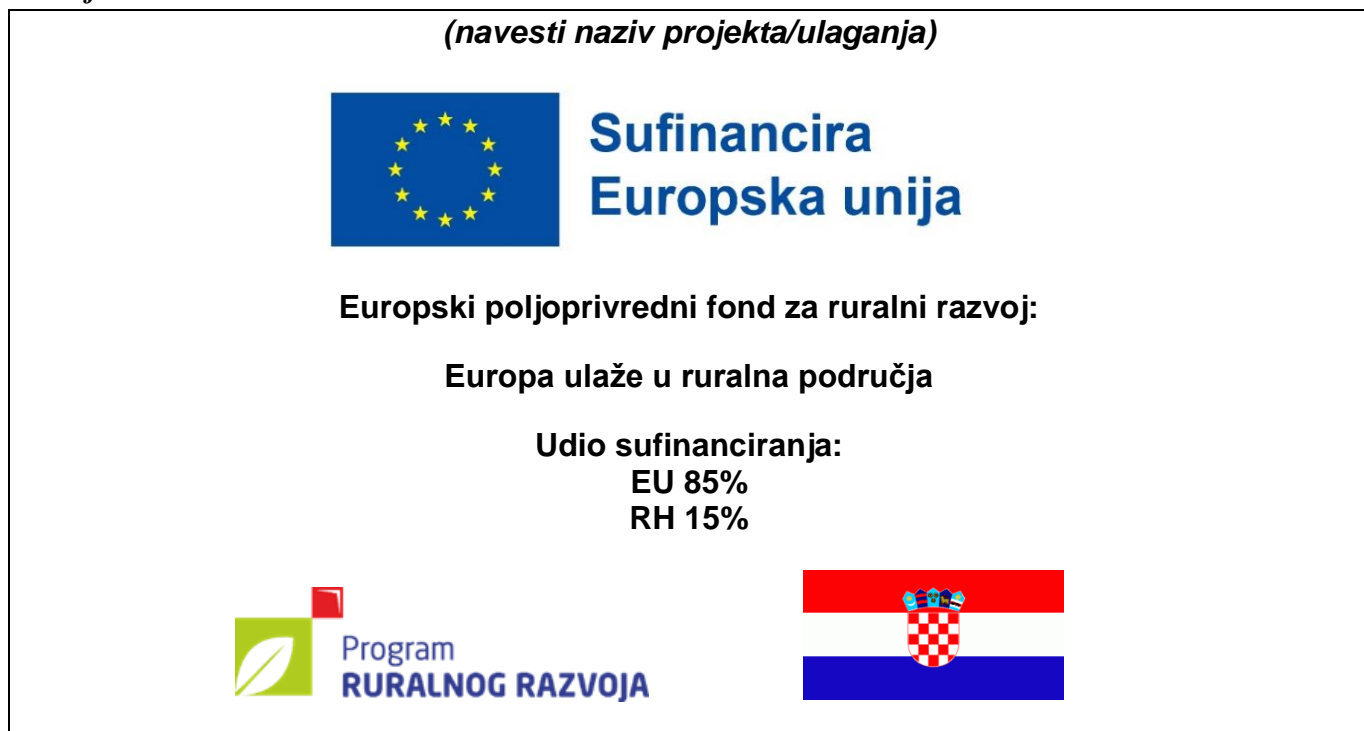 (navesti naziv projekta/ulaganja)
Sufinancira
Europska unija
Europski poljoprivredni fond za ruralni razvoj:
Europa ulaže u ruralna područja
Udio sufinanciranja:
EU 85%
RH 15%
Program
RURALNOG RAZVOJA